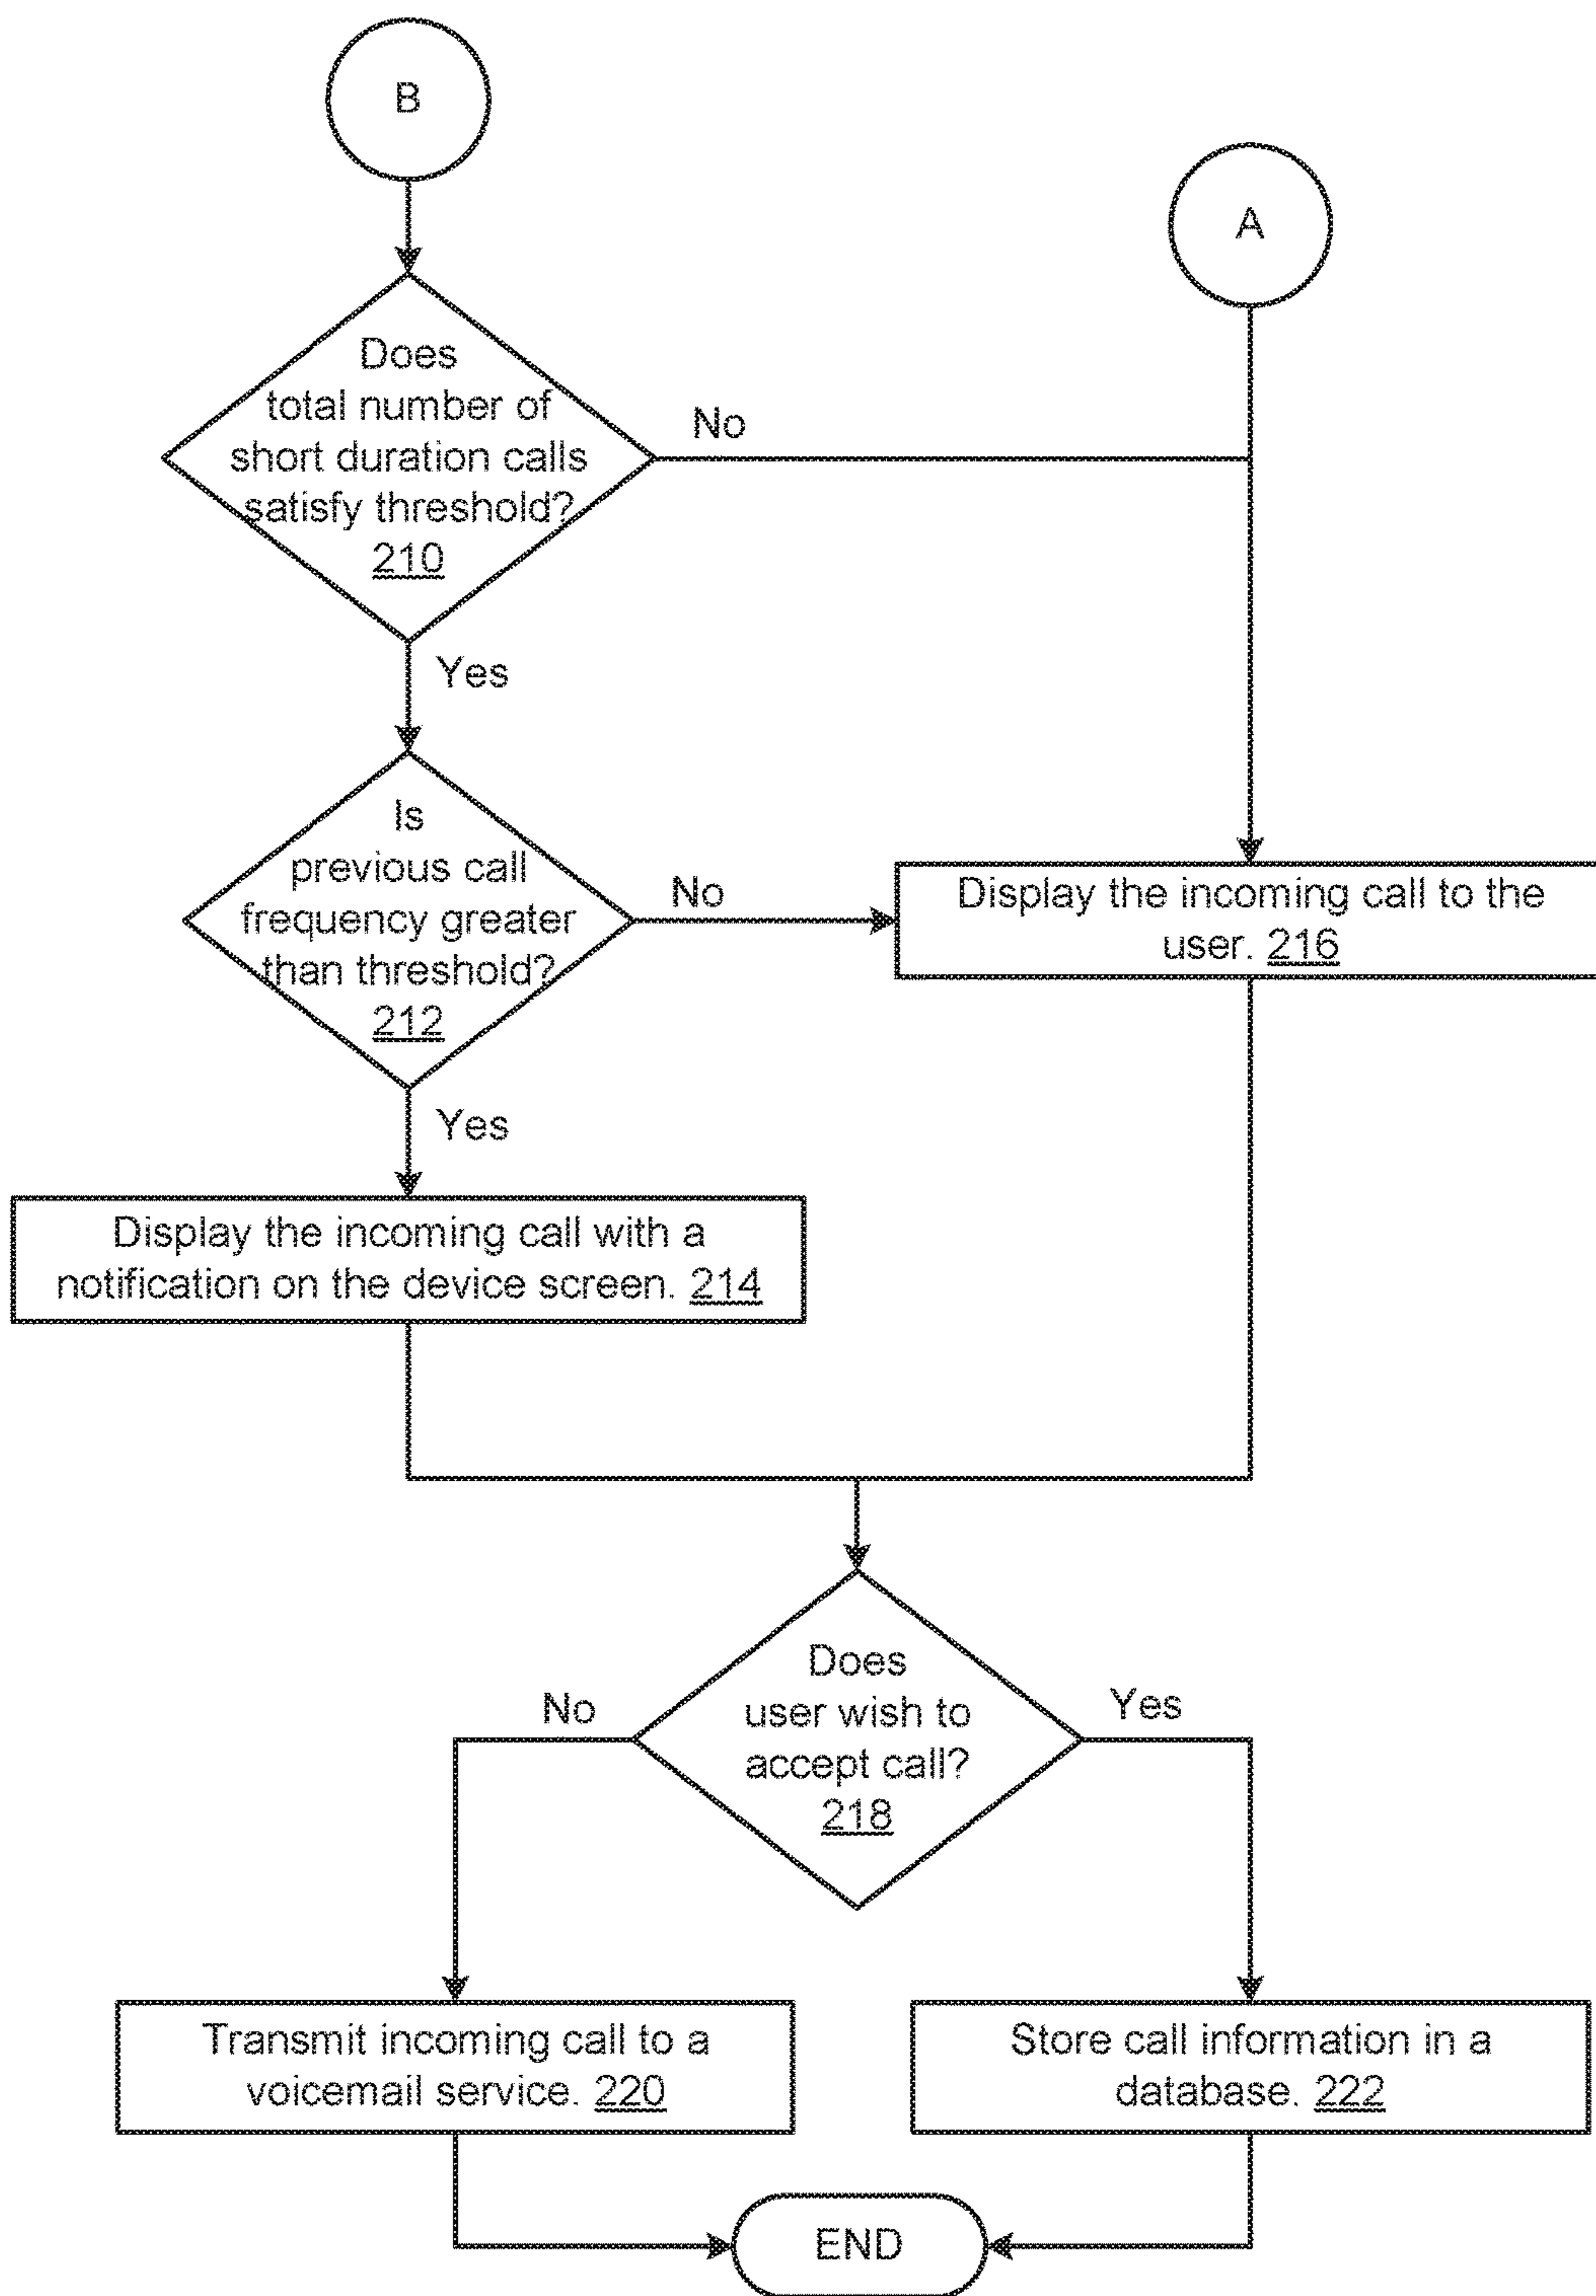 B
A
Does
total number of
short duration calls
satisfy threshold?
210
No
Yes
Is
previous call
frequency greater
than threshold?
212
No
Display the incoming call to the
user. 216
Yes
Display the incoming call with a
notification on the device screen. 214
Does
user wish to
accept call?
218
No
Yes
Transmit incoming call to a
voicemail service. 220
Store call information in a
database. 222
END